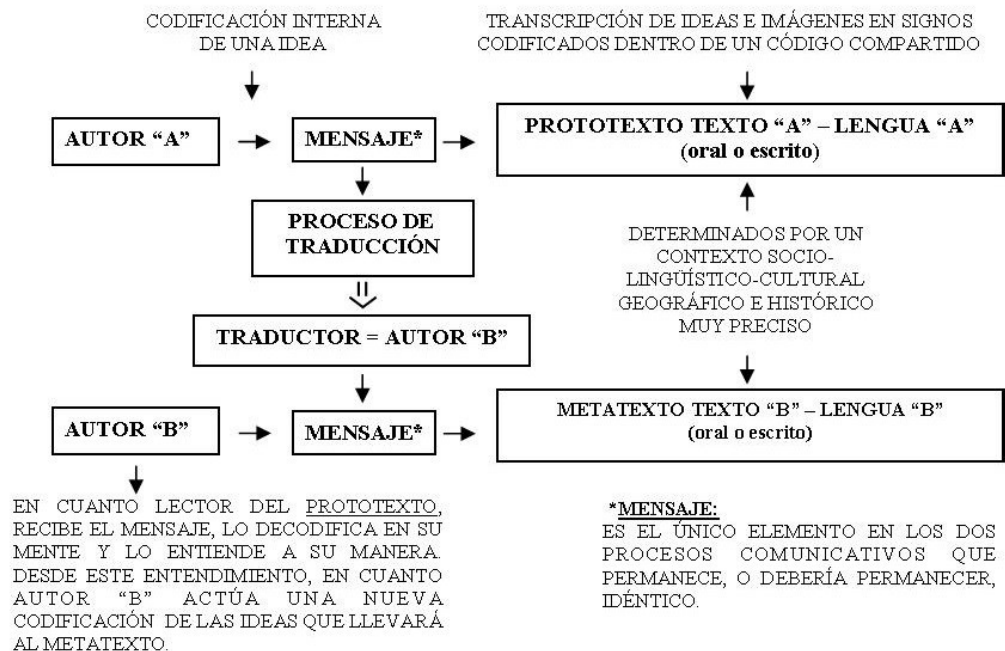 CODIFICACIÓN INTERNA
DE UNA IDEA
TRANSCRIPCIÓN DE IDEAS E IMÁGENES EN SIGNOS
CODIFICADOS DENTRO DE UN CÓDIGO COMPARTIDO
AUTOR “A”
MENSAJE*
PROTOTEXTO TEXTO “A” – LENGUA “A”
(oral o escrito)
PROCESO DE
TRADUCCIÓN
DETERMINADOS POR UN
CONTEXTO SOCIO-
LINGÜÍSTICO-CULTURAL
GEOGRÁFICO E HISTÓRICO
MUY PRECISO
TRADUCTOR = AUTOR “B”
AUTOR “B”
MENSAJE*
METATEXTO TEXTO “B” – LENGUA “B”
(oral o escrito)
EN CUANTO LECTOR DEL PROTOTEXTO,
RECIBE EL MENSAJE, LO DECODIFICA EN SU
MENTE Y LO ENTIENDE A SU MANERA.
DESDE ESTE ENTENDIMIENTO, EN CUANTO
AUTOR “B” ACTÚA UNA NUEVA
CODIFICACIÓN DE LAS IDEAS QUE LLEVARÁ
AL METATEXTO.
*MENSAJE:
ES EL ÚNICO ELEMENTO EN LOS DOS
PROCESOS COMUNICATIVOS QUE
PERMANECE, O DEBERÍA PERMANECER,
IDÉNTICO.